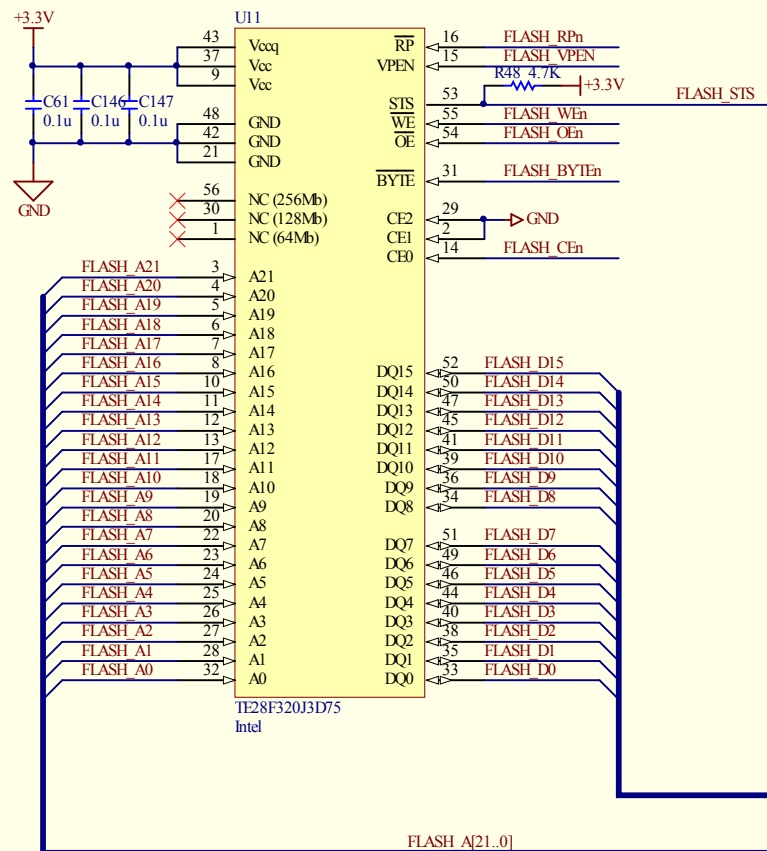 U11
+3.3V
43 Vccq RP 16 FLASH_RPn
37 Vcc VPEN 15 FLASH_VPEN
9 Vcc R48 4.7K +3.3V
STS 53 FLASH_STS
C61 C146 C147
0.1u 0.1u 0.1u
48 GND WE 55 FLASH_WEn
42 GND OE 54 FLASH_OEn
21 GND
BYTE 31 FLASH_BYTEn
GND
56 NC (256Mb)
30 NC (128Mb) CE2 29 GND
1 NC (64Mb) CE1 2
CE0 14 FLASH_CEn
FLASH_A21 3 A21
FLASH_A20 4 A20
FLASH_A19 5 A19
FLASH_A18 6 A18
FLASH_A17 7 A17
FLASH_A16 8 A16 DQ15 52 FLASH_D15
FLASH_A15 10 A15 DQ14 50 FLASH_D14
FLASH_A14 11 A14 DQ13 47 FLASH_D13
FLASH_A13 12 A13 DQ12 45 FLASH_D12
FLASH_A12 13 A12 DQ11 41 FLASH_D11
FLASH_A11 17 A11 DQ10 39 FLASH_D10
FLASH_A10 18 A10 DQ9 36 FLASH_D9
FLASH_A9 19 A9 DQ8 34 FLASH_D8
FLASH_A8 20 A8
FLASH_A7 22 A7 DQ7 51 FLASH_D7
FLASH_A6 23 A6 DQ6 49 FLASH_D6
FLASH_A5 24 A5 DQ5 46 FLASH_D5
FLASH_A4 25 A4 DQ4 44 FLASH_D4
FLASH_A3 26 A3 DQ3 40 FLASH_D3
FLASH_A2 27 A2 DQ2 38 FLASH_D2
FLASH_A1 28 A1 DQ1 35 FLASH_D1
FLASH_A0 32 A0 DQ0 33 FLASH_D0
TE28F320J3D75
Intel
FLASH_A[21..0]